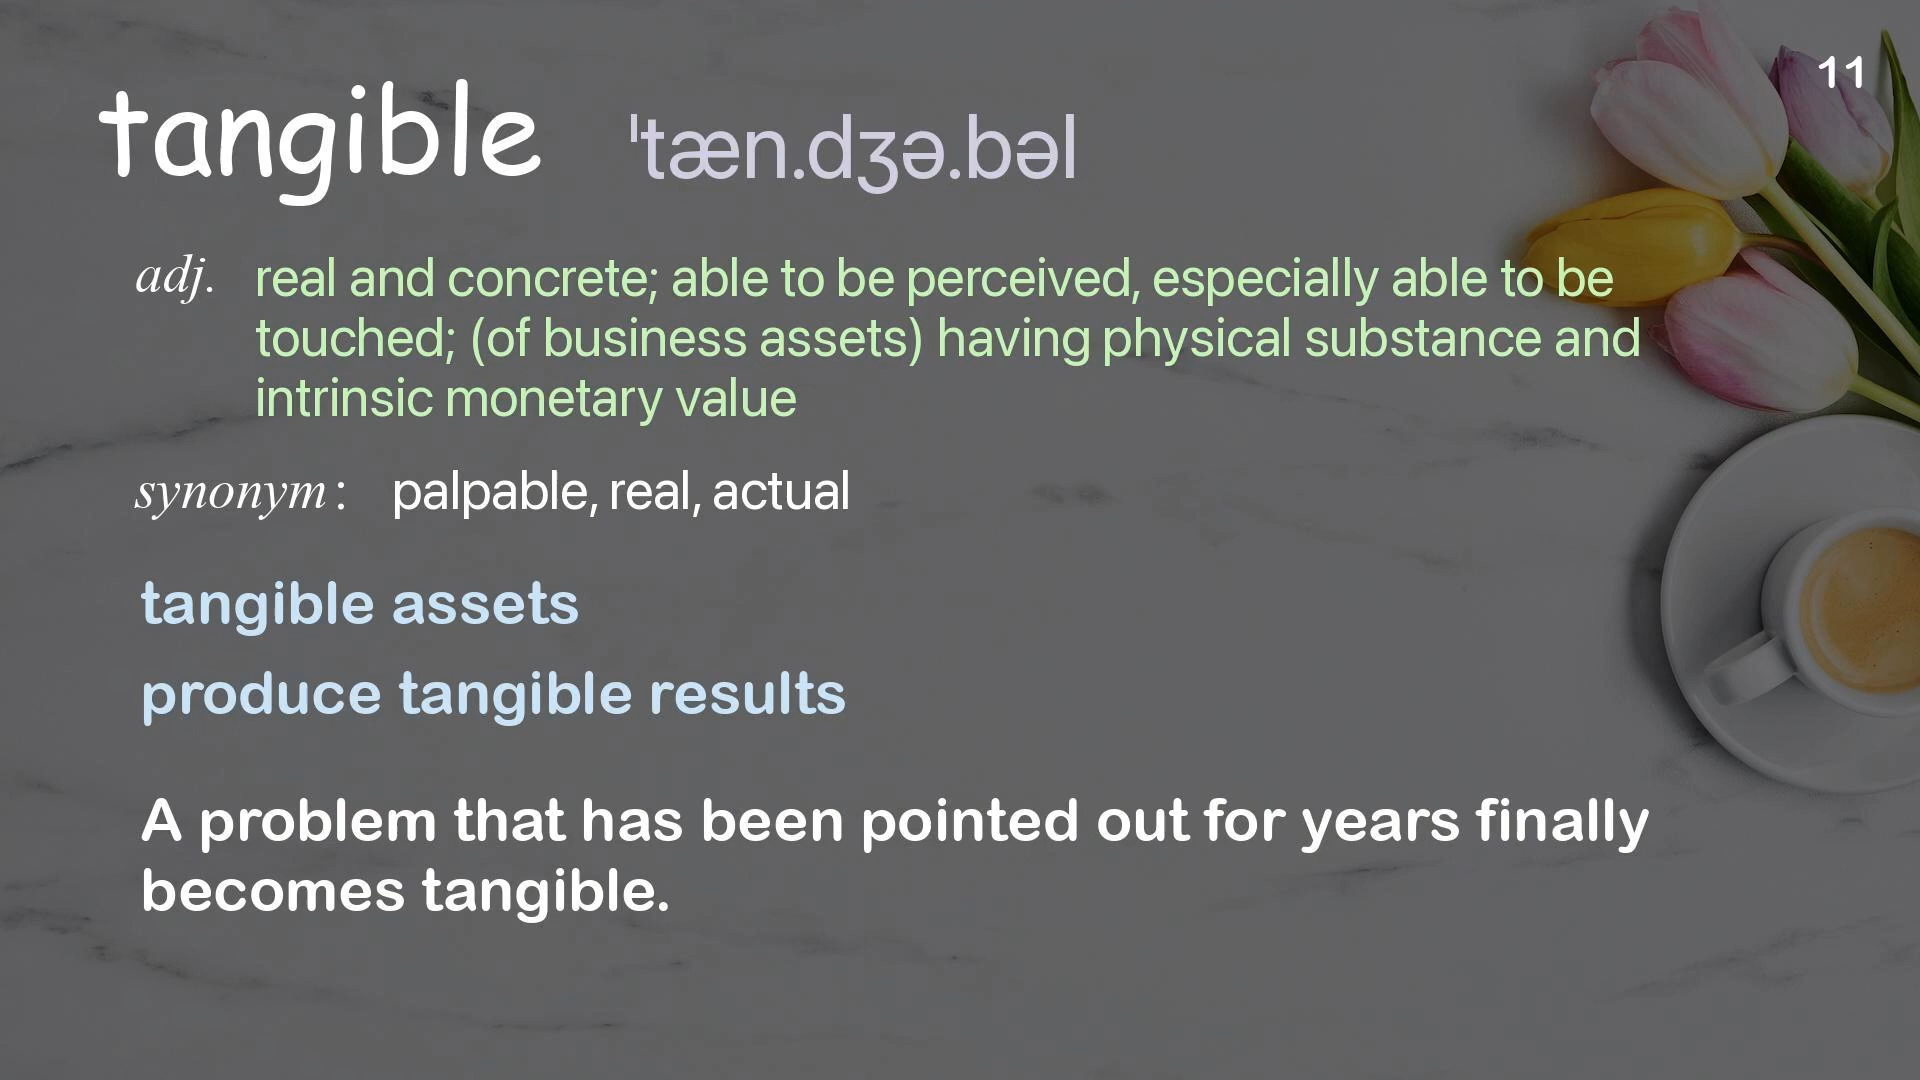 11
tangible ˈtæn.dʒə.bəl
adj. real and concrete; able to be perceived, especially able to be
touched; (of business assets) having physical substance and
intrinsic monetary value
synonym: palpable, real, actual
tangible assets
produce tangible results
A problem that has been pointed out for years finally
becomes tangible.